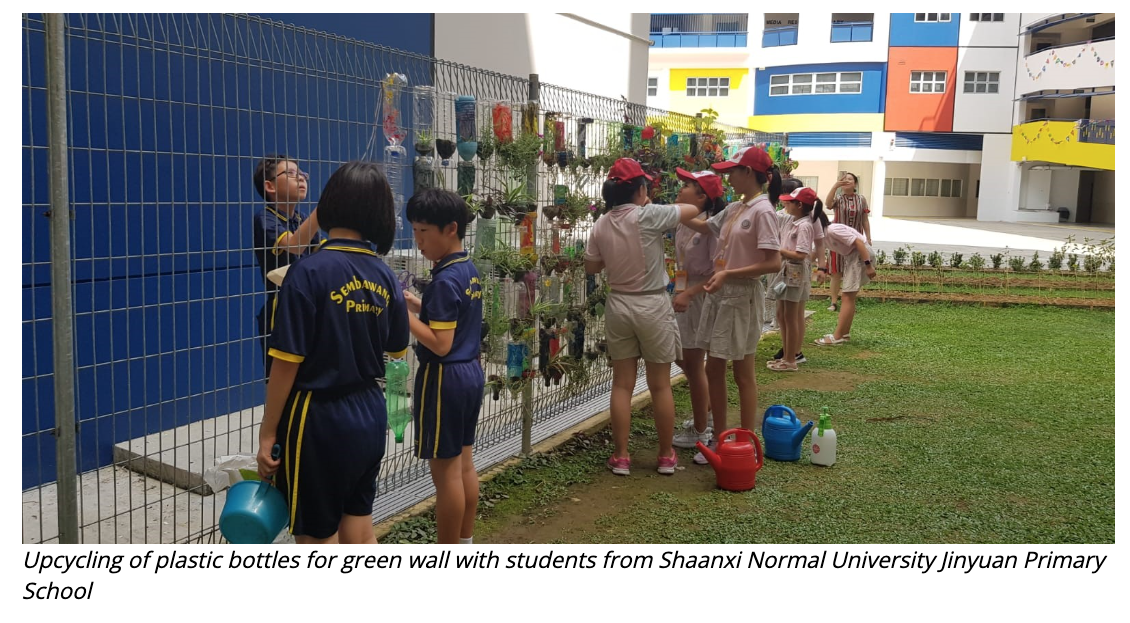 SEMBAWANG
PRIMARY
Upcycling of plastic bottles for green wall with students from Shaanxi Normal University Jinyuan Primary
School